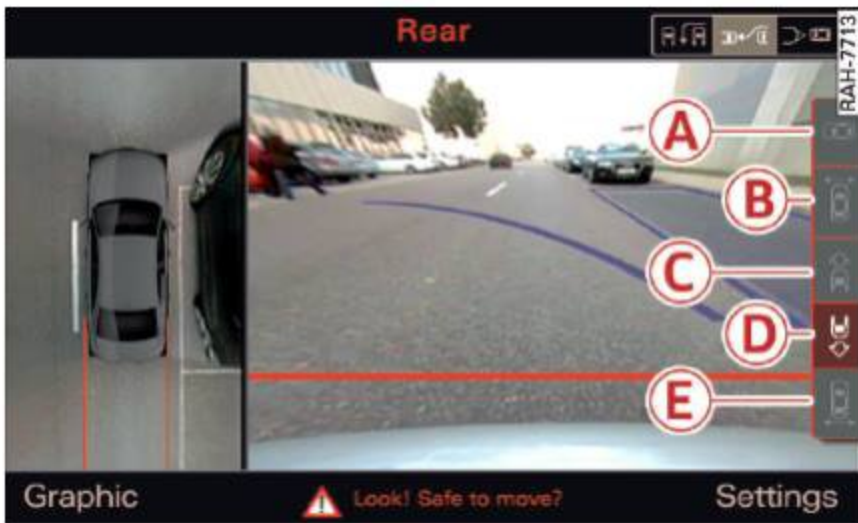 Rear
RAH-7713
A
B
C
D
E
Graphic
Look! Safe to move?
Settings